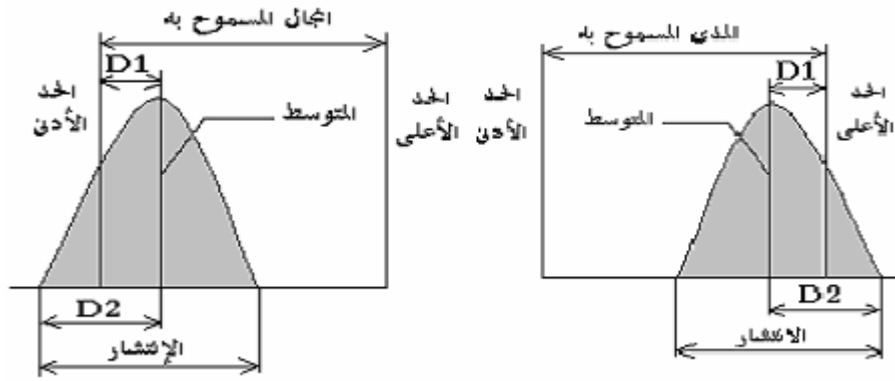 المجال المسموح به
D1
الحد
الأدنى
المتوسط
الحد
الأعلى
D2
الإنتشار
المدى المسموح به
D1
الحد
الأدنى
المتوسط
الحد
الأعلى
D2
الانتشار